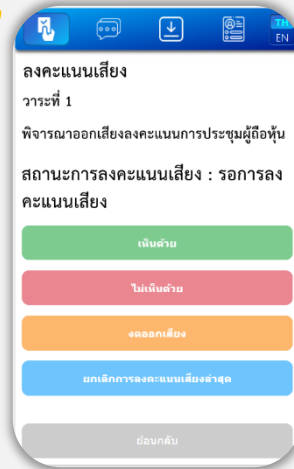 TH
EN
ลงคะแนนเสียง
วาระที่ 1
พิจารณาออกเสียงลงคะแนนการประชุมผู้ถือหุ้น
สถานะการลงคะแนนเสียง : รอการลง
คะแนนเสียง
เห็นด้วย
ไม่เห็นด้วย
งดออกเสียง
ยกเลิกการลงคะแนนเสียงล่าสุด
ย้อนกลับ